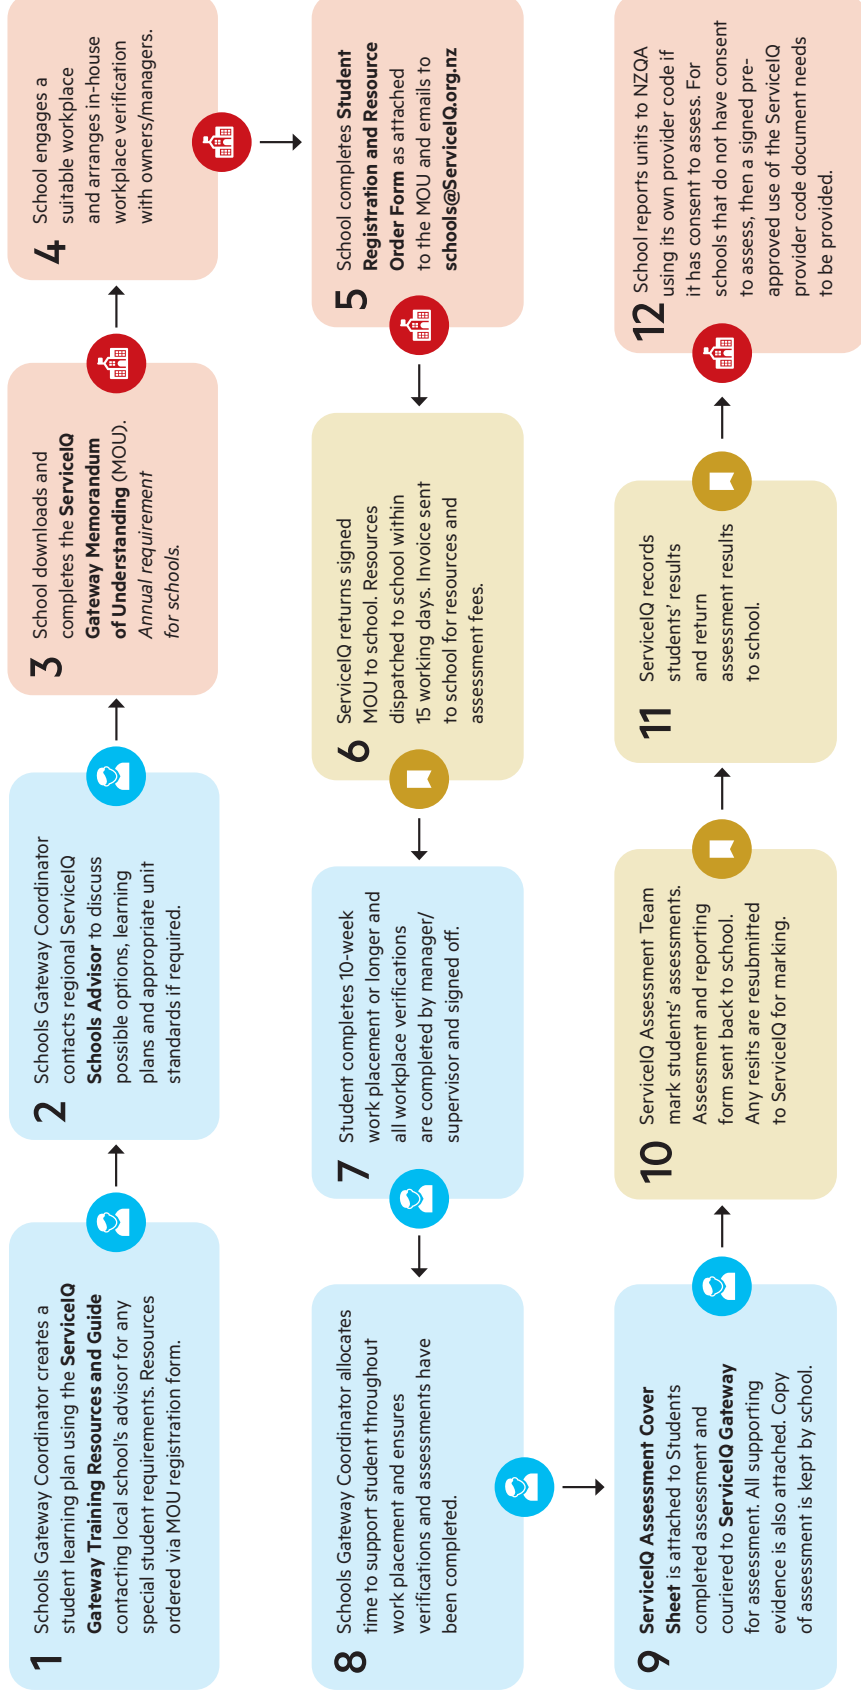 1
Schools Gateway Coordinator creates a
student learning plan using the ServiceIQ
Gateway Training Resources and Guide
contacting local school's advisor for any
special student requirements. Resources
ordered via MOU registration form.
2
Schools Gateway Coordinator
contacts regional ServiceIQ
Schools Advisor to discuss
possible options, learning
plans and appropriate unit
standards if required.
3
School downloads and
completes the ServiceIQ
Gateway Memorandum
of Understanding (MOU).
Annual requirement
for schools.
4
School engages a
suitable workplace
and arranges in-house
workplace verification
with owners/managers.
5
School completes Student
Registration and Resource
Order Form as attached
to the MOU and emails to
schools@ServiceIQ.org.nz
6
ServiceIQ returns signed
MOU to school. Resources
dispatched to school within
15 working days. Invoice sent
to school for resources and
assessment fees.
7
Student completes 10-week
work placement or longer and
all workplace verifications
are completed by manager/
supervisor and signed off.
8
Schools Gateway Coordinator allocates
time to support student throughout
work placement and ensures
verifications and assessments have
been completed.
9
ServiceIQ Assessment Cover
Sheet is attached to Students
completed assessment and
couriered to ServiceIQ Gateway
for assessment. All supporting
evidence is also attached. Copy
of assessment is kept by school.
10
ServiceIQ Assessment Team
mark students' assessments.
Assessment and reporting
form sent back to school.
Any resits are resubmitted
to ServiceIQ for marking.
11
ServiceIQ records
students' results
and return
assessment results
to school.
12
School reports units to NZQA
using its own provider code if
it has consent to assess. For
schools that do not have consent
to assess, then a signed pre-
approved use of the ServiceIQ
provider code document needs
to be provided.